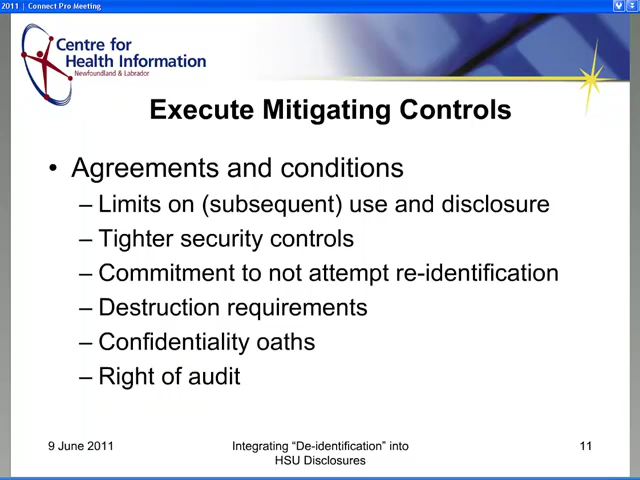 2011 | Connect Pro Meeting
Centre for
Health Information
Newfoundland & Labrador
Execute Mitigating Controls
• Agreements and conditions
– Limits on (subsequent) use and disclosure
– Tighter security controls
– Commitment to not attempt re-identification
– Destruction requirements
– Confidentiality oaths
– Right of audit
9 June 2011
Integrating “De-identification” into
HSU Disclosures
11